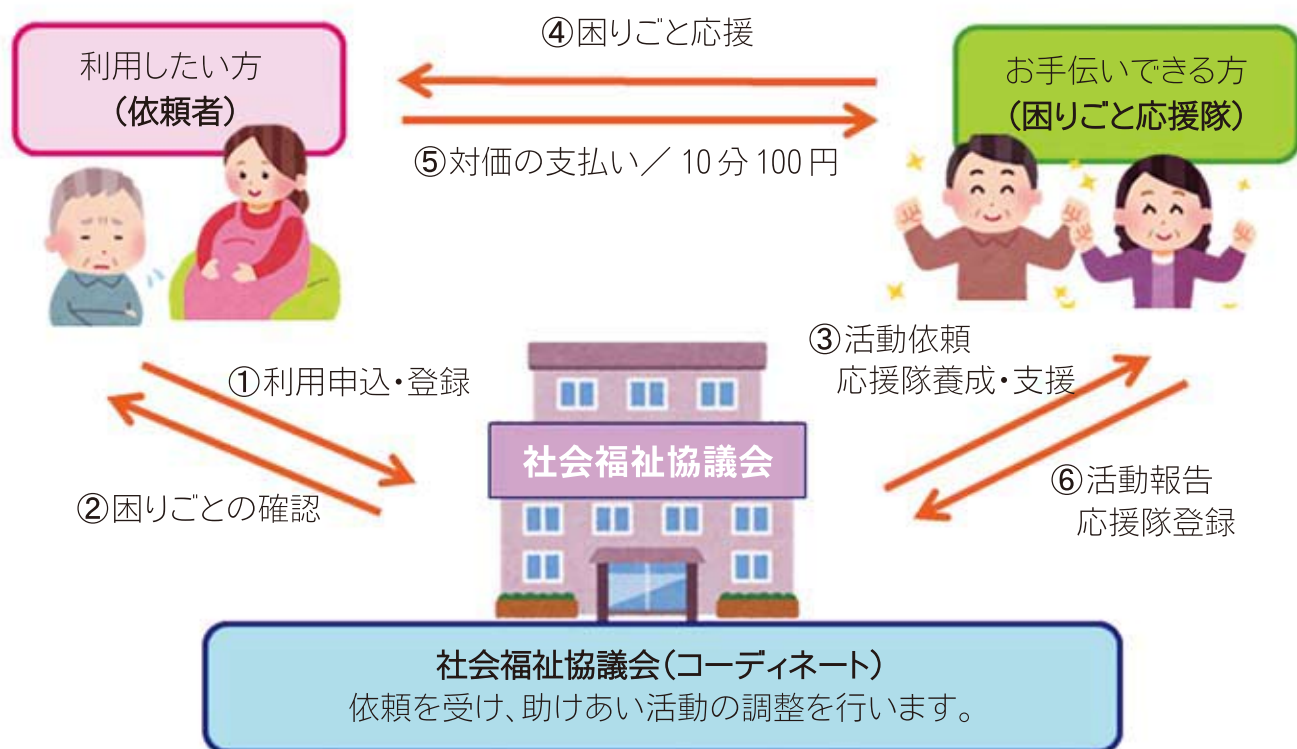 ④困りごと応援
利用したい方
(依頼者)
お手伝いできる方
(困りごと応援隊)
⑤対価の支払い／10分100円
①利用申込・登録
②困りごとの確認
③活動依頼
応援隊養成・支援
⑥活動報告
応援隊登録
社会福祉協議会
社会福祉協議会(コーディネート)
依頼を受け、助けあい活動の調整を行います。